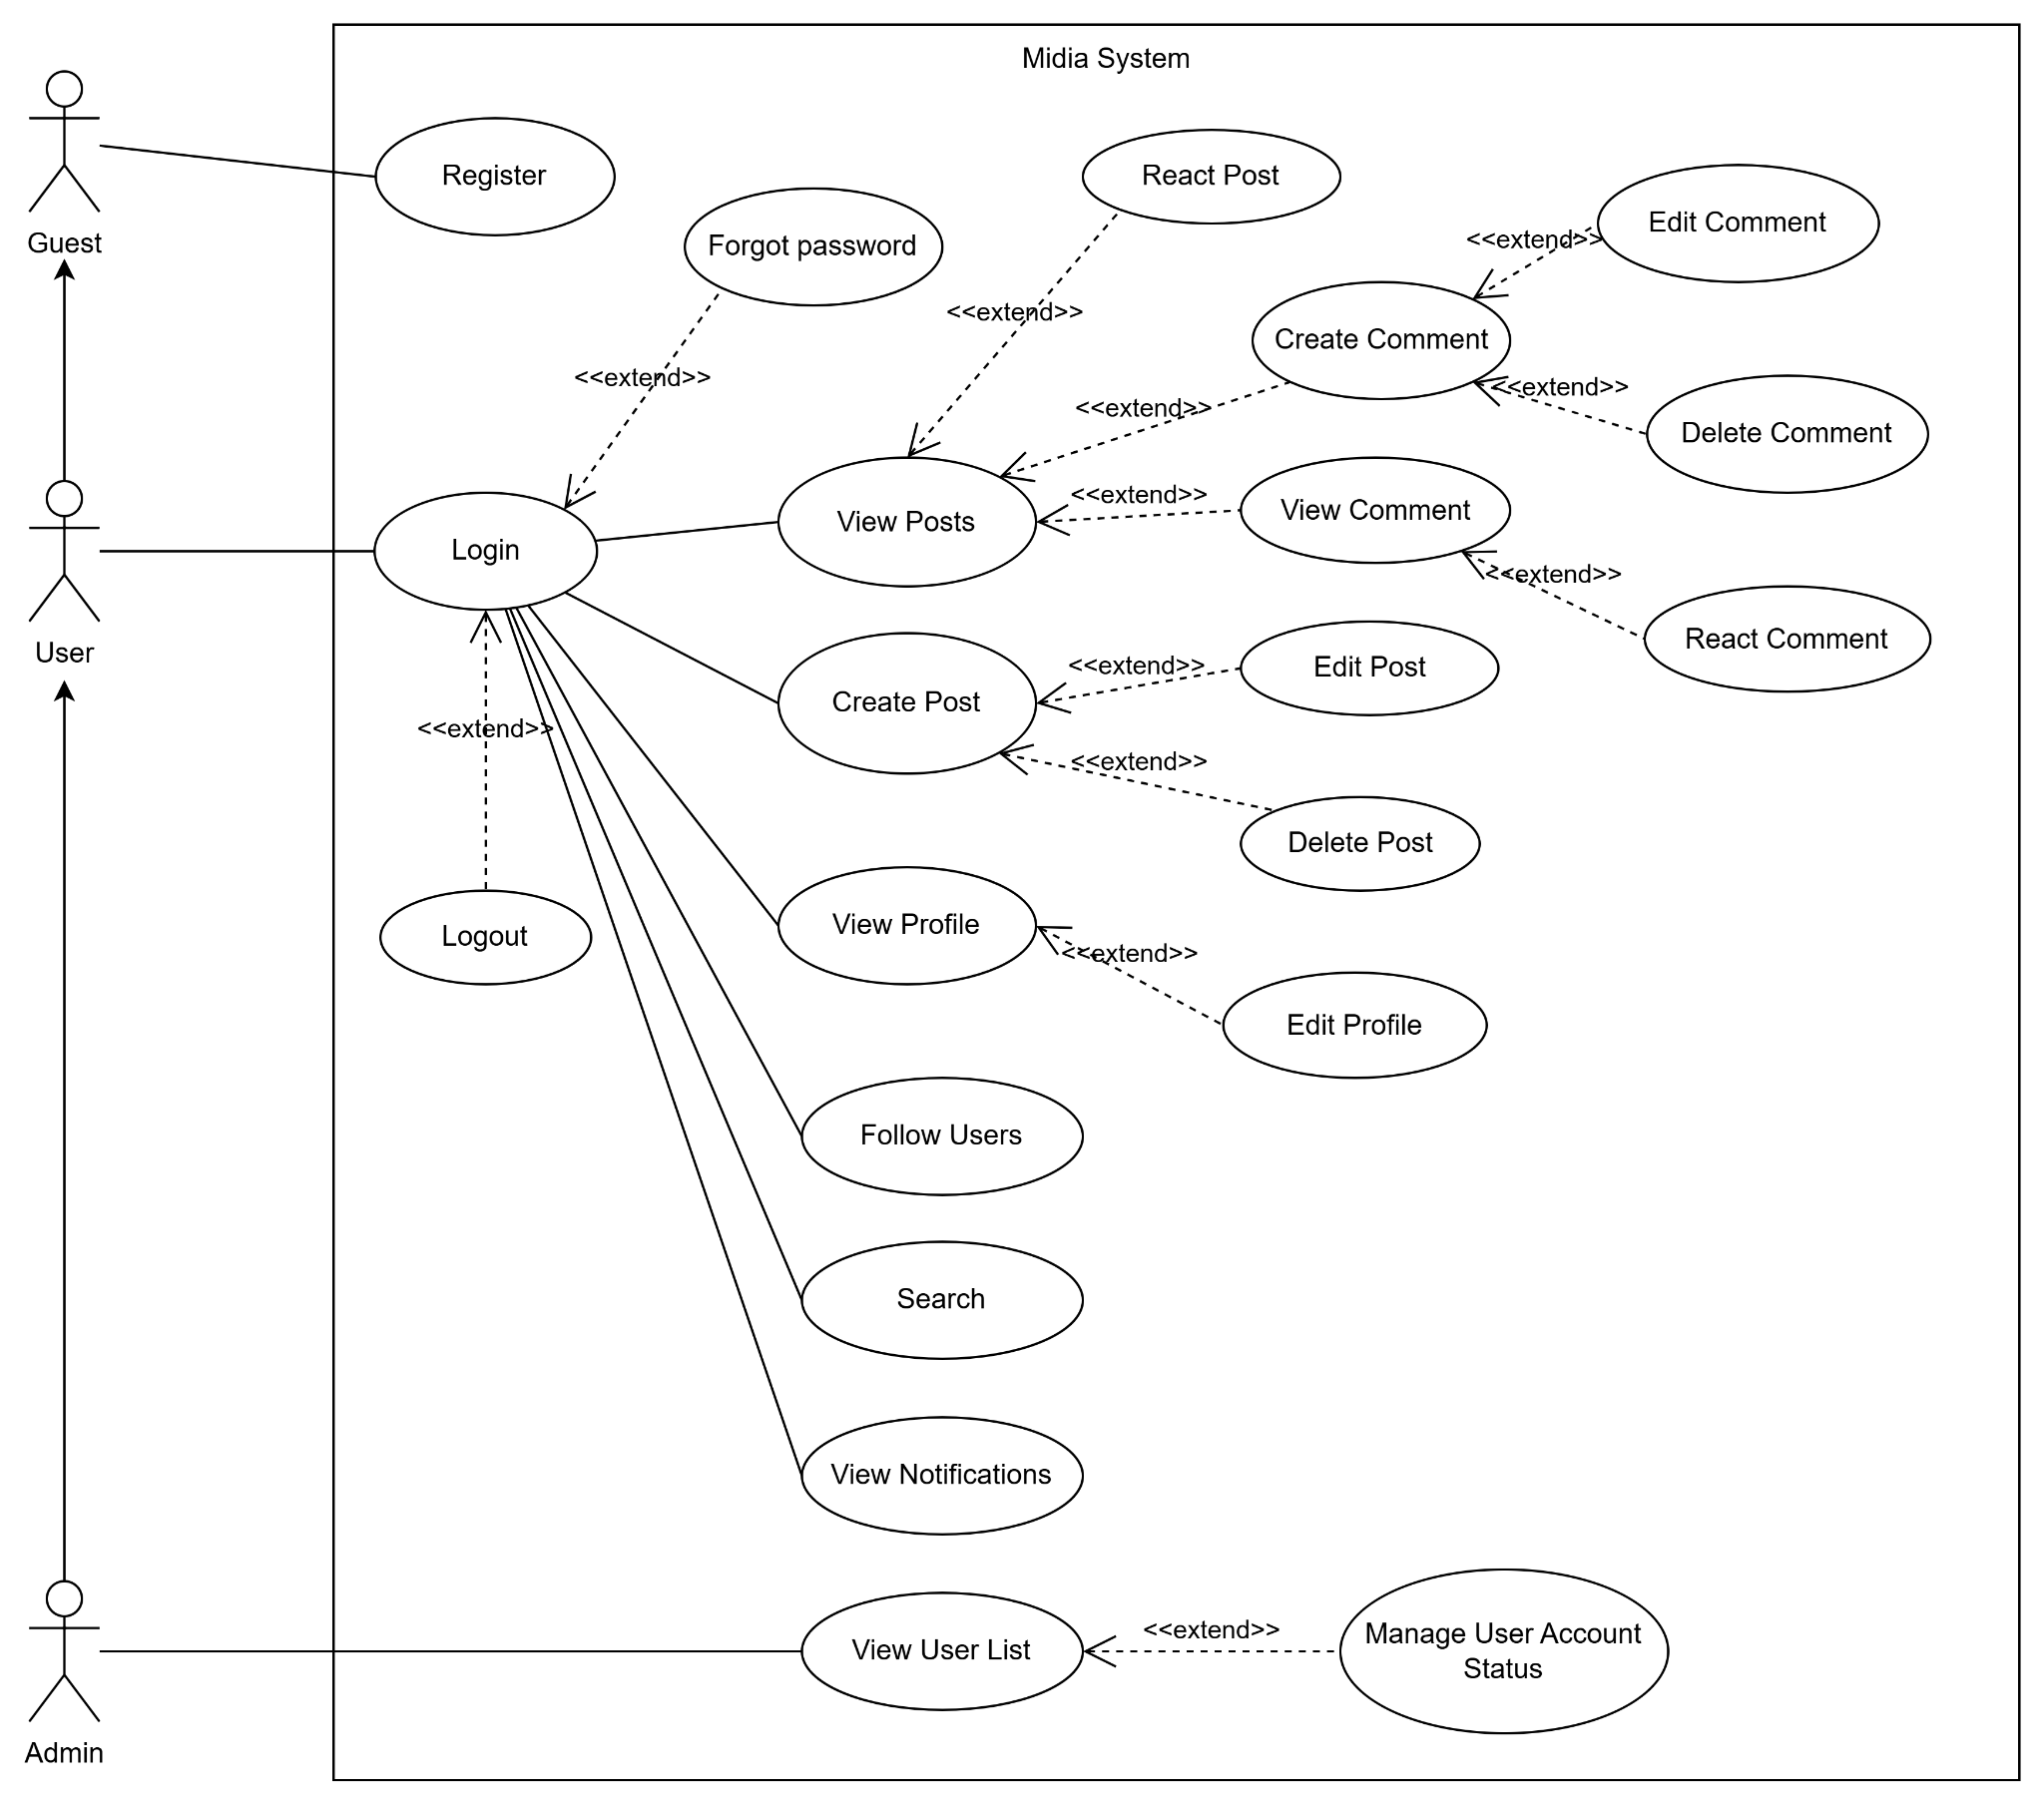 Midia System
Guest
Register
Forgot password
React Post
Edit Comment
<<extend>>
<<extend>>
Create Comment
<<extend>>
<<extend>>
<<extend>>
Delete Comment
User
Login
View Posts
<<extend>>
View Comment
<<extend>>
React Comment
<<extend>>
Create Post
<<extend>>
Edit Post
<<extend>>
Delete Post
Logout
View Profile
<<extend>>
Edit Profile
Follow Users
Search
View Notifications
Admin
View User List
<<extend>>
Manage User Account
Status